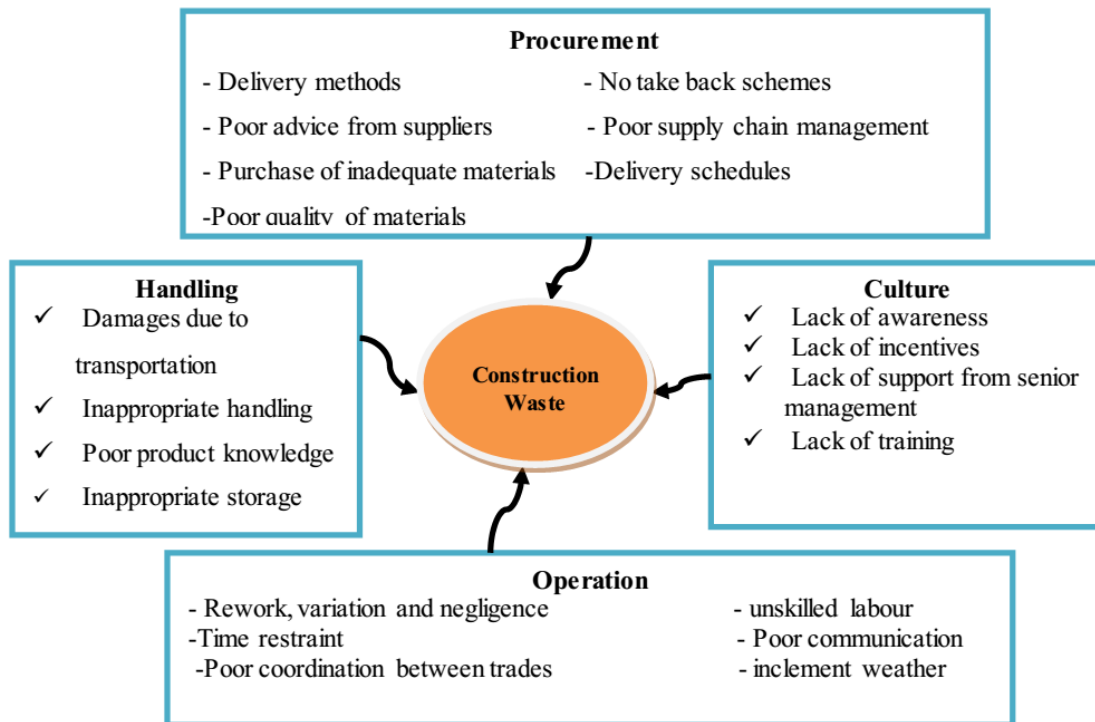 Procurement
- Delivery methods - No take back schemes
- Poor advice from suppliers - Poor supply chain management
- Purchase of inadequate materials -Delivery schedules
-Poor quality of materials
Handling
✓ Damages due to
transportation
✓ Inappropriate handling
✓ Poor product knowledge
✓ Inappropriate storage
Construction
Waste
Culture
✓ Lack of awareness
✓ Lack of incentives
✓ Lack of support from senior
management
✓ Lack of training
Operation
- Rework, variation and negligence - unskilled labour
-Time restraint - Poor communication
-Poor coordination between trades - inclement weather